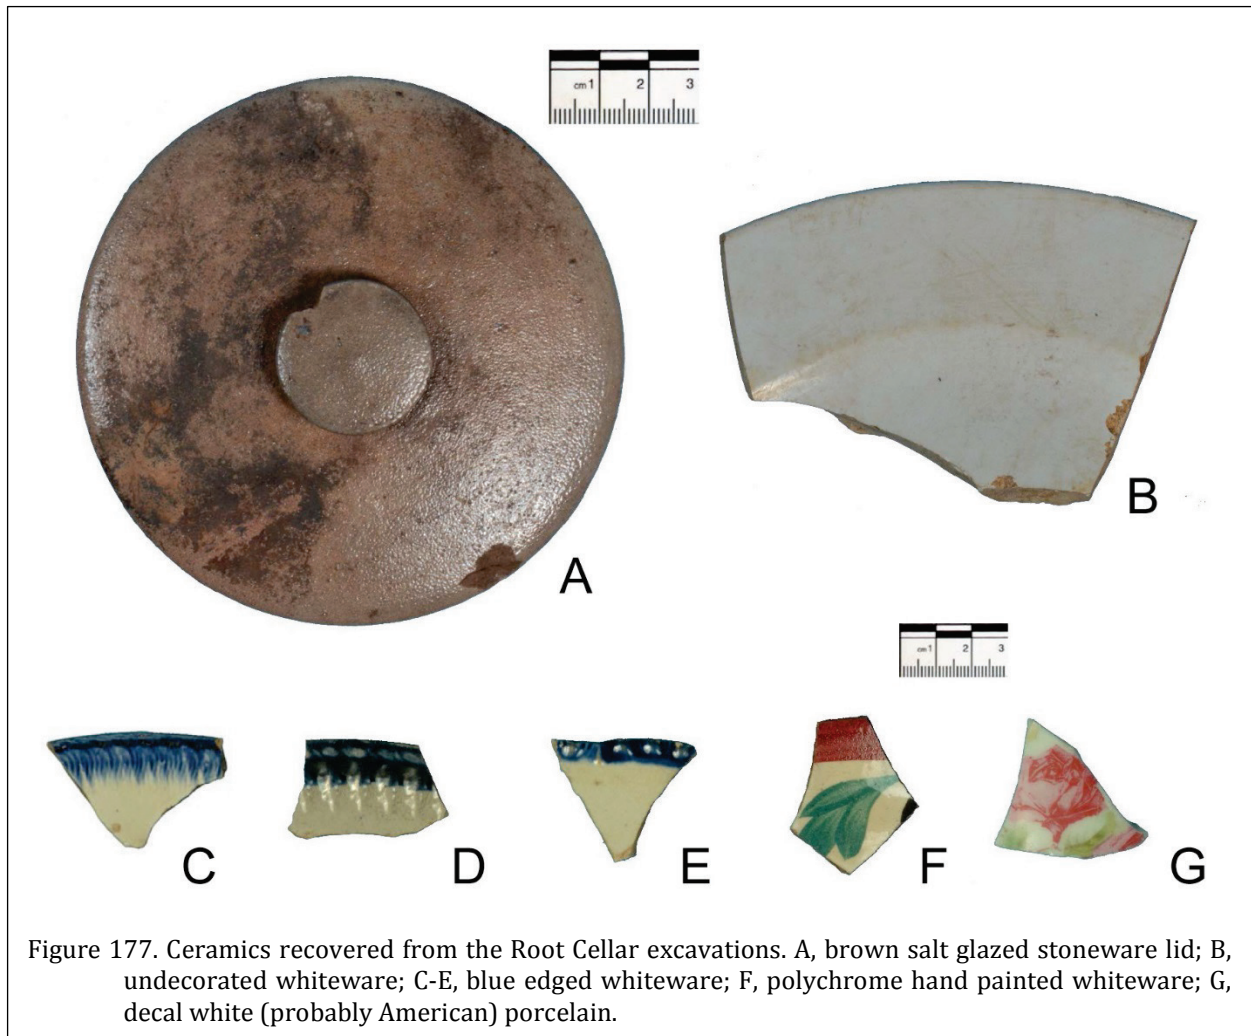 cm 1 2 3
A
B
cm 1 2 3
C D E F G
Figure 177. Ceramics recovered from the Root Cellar excavations. A, brown salt glazed stoneware lid; B,
undecorated whiteware; C-E, blue edged whiteware; F, polychrome hand painted whiteware; G,
decal white (probably American) porcelain.